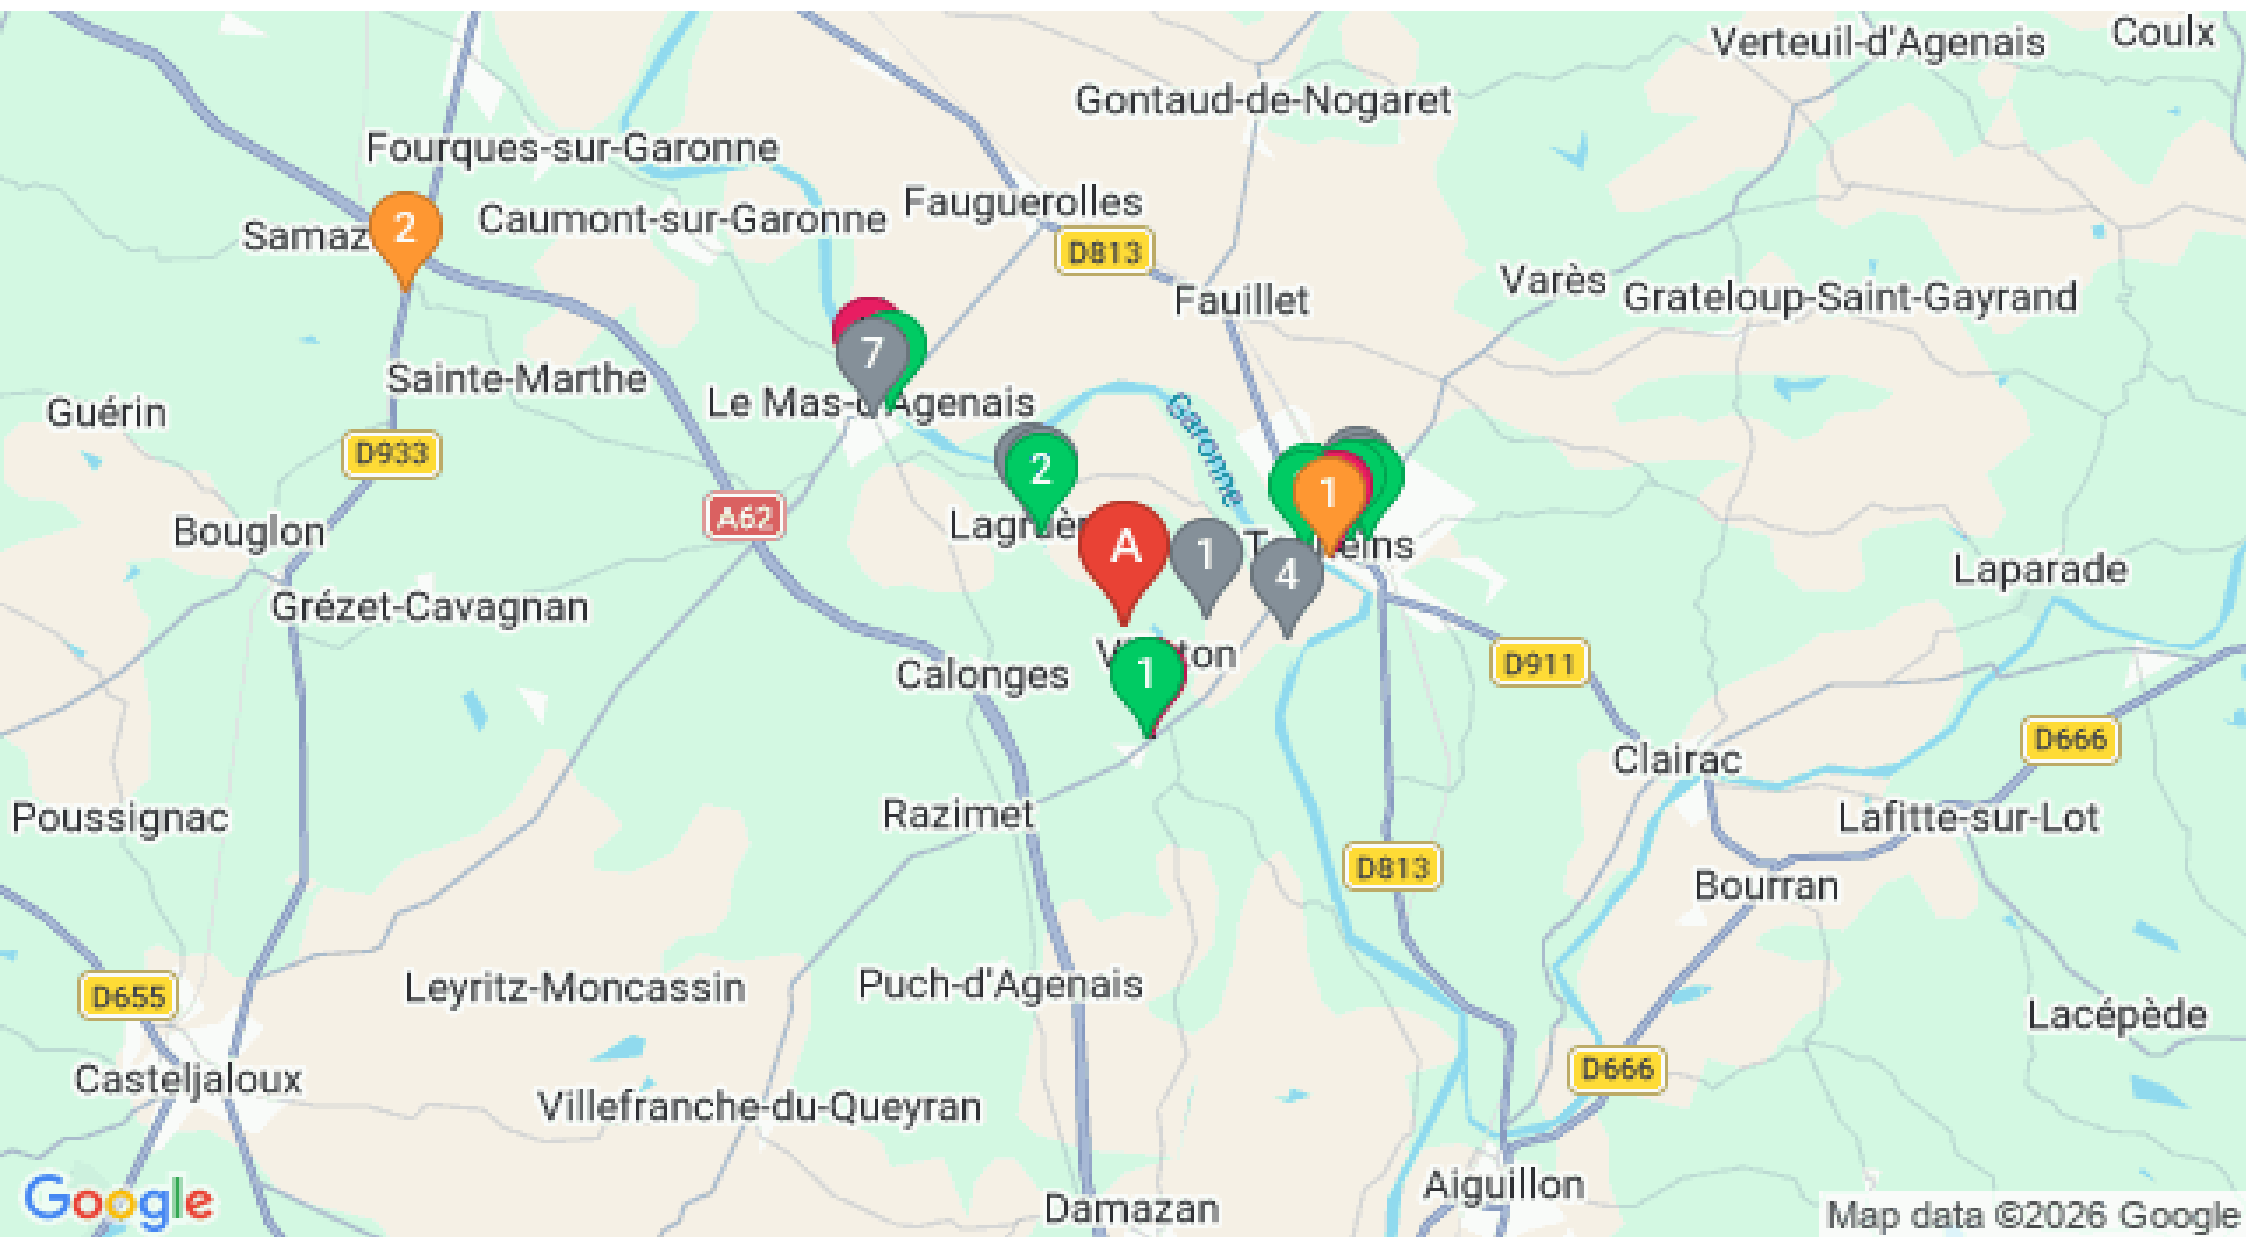 Coulx
Verteuil-d'Agenais
Gontaud-de-Nogaret
Fourques-sur-Garonne
Fauguerolles
Caumont-sur-Garonne
2
D813
Varès
Fauillet
Grateloup-Saint-Gayrand
7
Sainte-Marthe
Le Mas-d'Agenais
Guérin
D933
Garonne
2
1
A62
Bouglon
A
1
4
Laparade
Grézet-Cavagnan
D911
Calonges
1
D666
Clairac
Razimet
Poussignac
Lafitte-sur-Lot
D813
Bourran
Puch-d'Agenais
Leyritz-Moncassin
D655
Lacépède
D666
Casteljaloux
Villefranche-du-Queyran
Aiguillon
Google
Damazan
Map data ©2026 Google